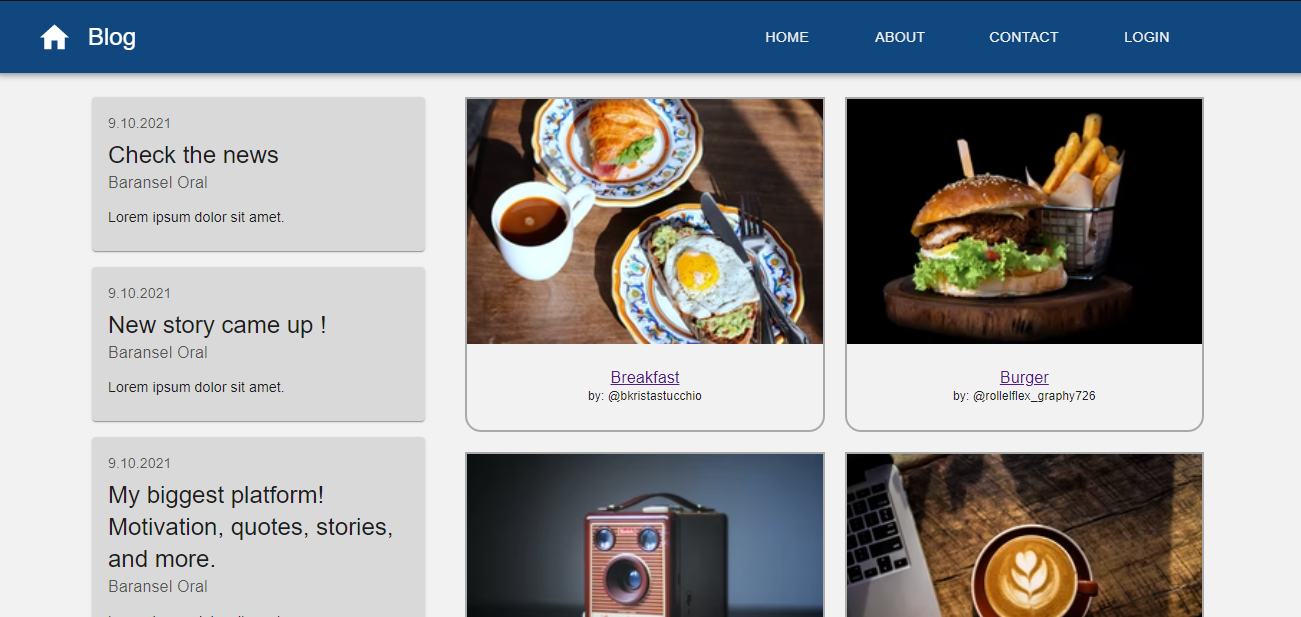 Blog
HOME ABOUT CONTACT LOGIN
9.10.2021
Check the news
Baransel Oral
Lorem ipsum dolor sit amet.
9.10.2021
New story came up !
Baransel Oral
Lorem ipsum dolor sit amet.
9.10.2021
My biggest platform!
Motivation, quotes, stories,
and more.
Baransel Oral
Breakfast
by: @bkristastucchio
Burger
by: @rollelflex_graphy726